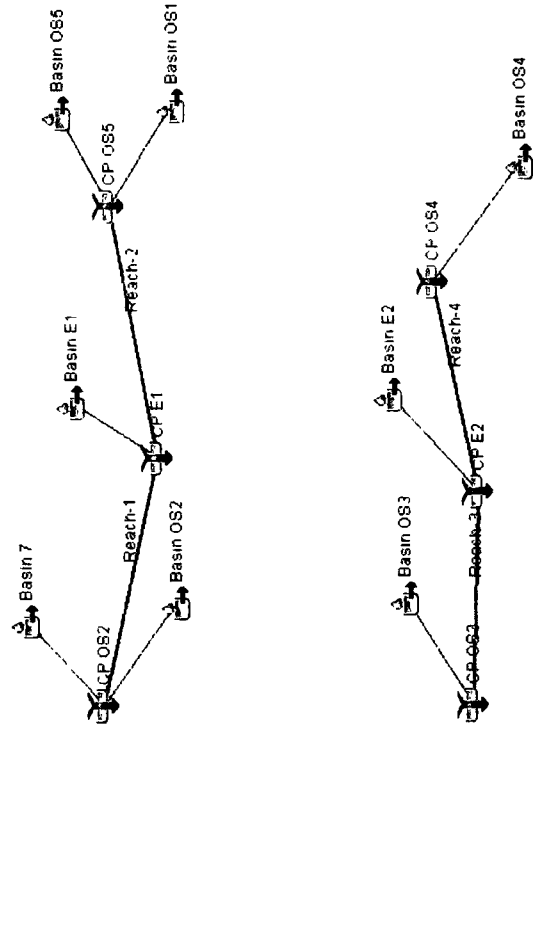 Basin OS5
Basin OS1
CP OS5
Reach-2
Basin E1
CP E1
Reach-1
Basin 7
Basin OS2
CP OS2
Basin OS4
CP OS4
Reach-4
Basin E2
CP E2
Reach-3
Basin OS3
CP OS3